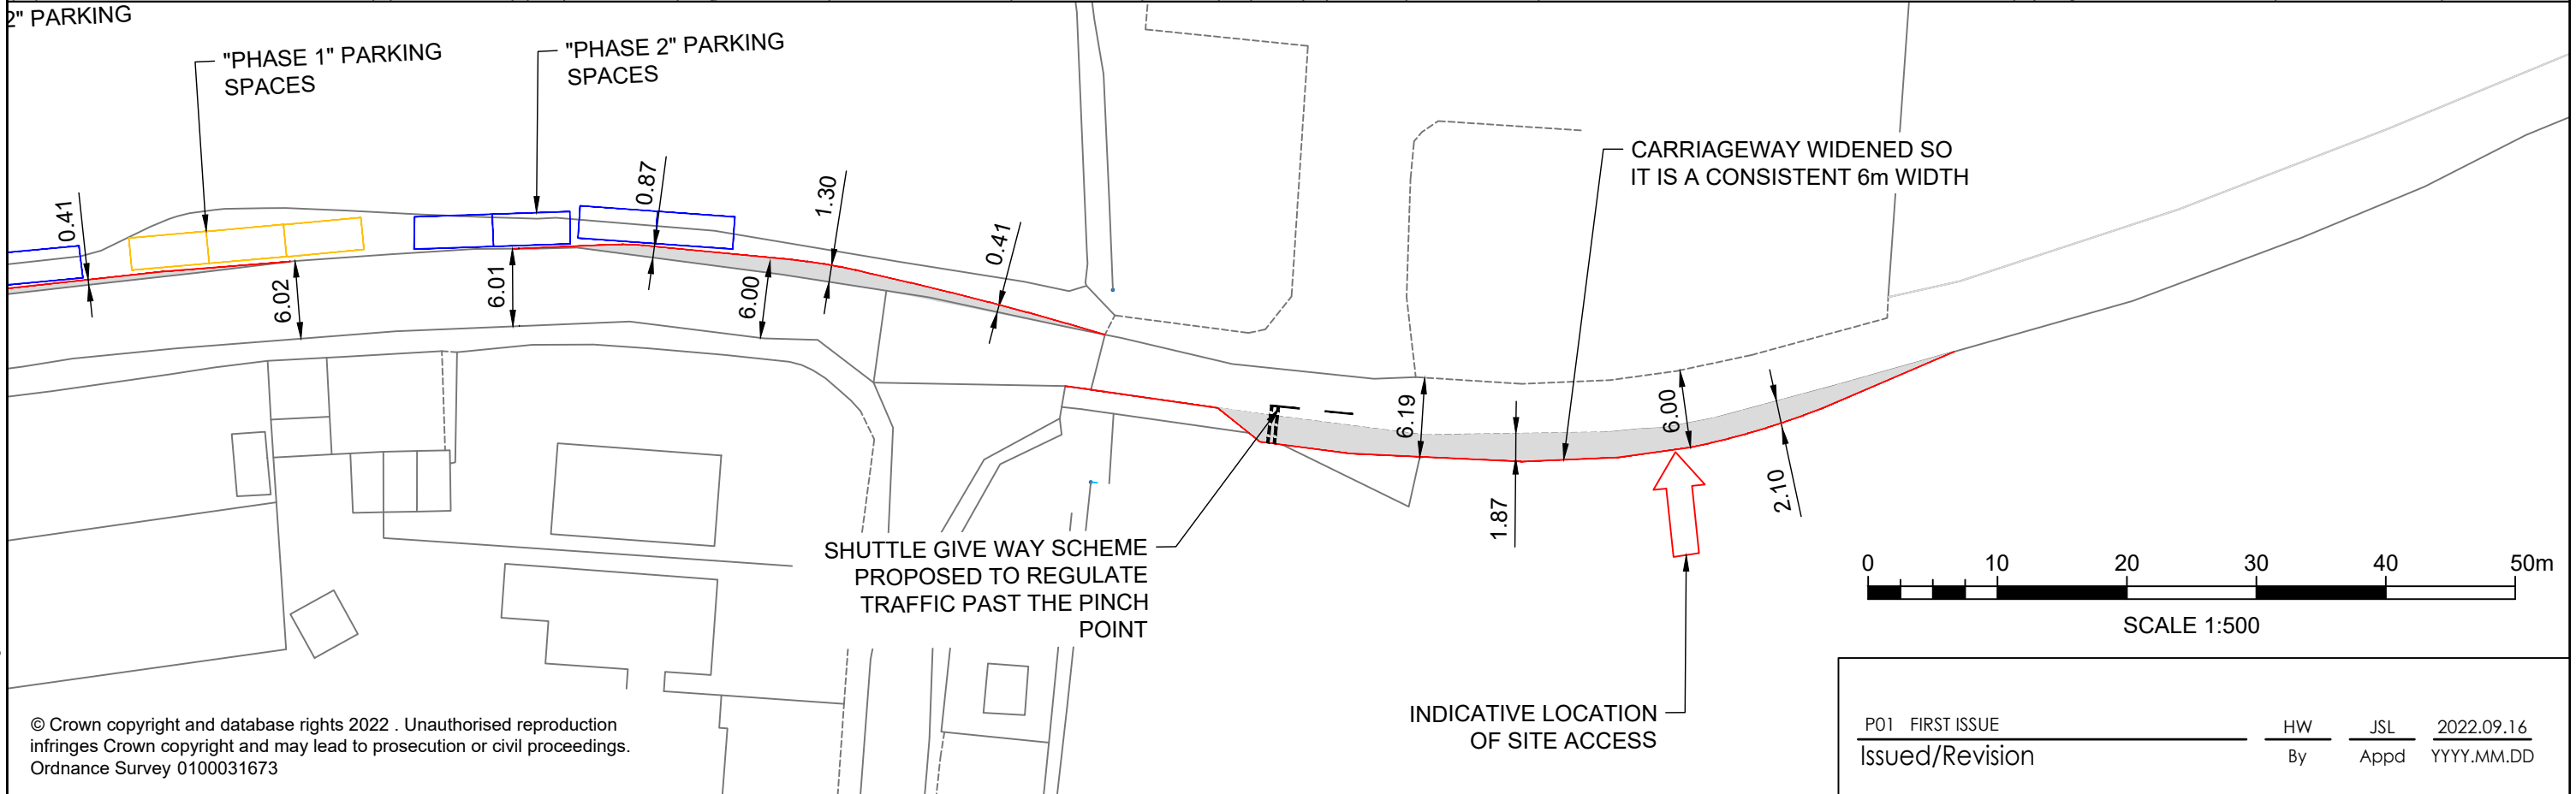 2" PARKING
"PHASE 1" PARKING
SPACES
"PHASE 2" PARKING
SPACES
0.41
0.87
1.30
0.41
6.02
6.01
6.00
CARRIAGEWAY WIDENED SO
IT IS A CONSISTENT 6m WIDTH
6.19
6.00
1.87
2.10
SHUTTLE GIVE WAY SCHEME
PROPOSED TO REGULATE
TRAFFIC PAST THE PINCH
POINT
INDICATIVE LOCATION
OF SITE ACCESS
0 10 20 30 40 50m
SCALE 1:500
© Crown copyright and database rights 2022 . Unauthorised reproduction
infringes Crown copyright and may lead to prosecution or civil proceedings.
Ordnance Survey 0100031673
P01 FIRST ISSUE HW JSL 2022.09.16
Issued/Revision By Appd YYYY.MM.DD